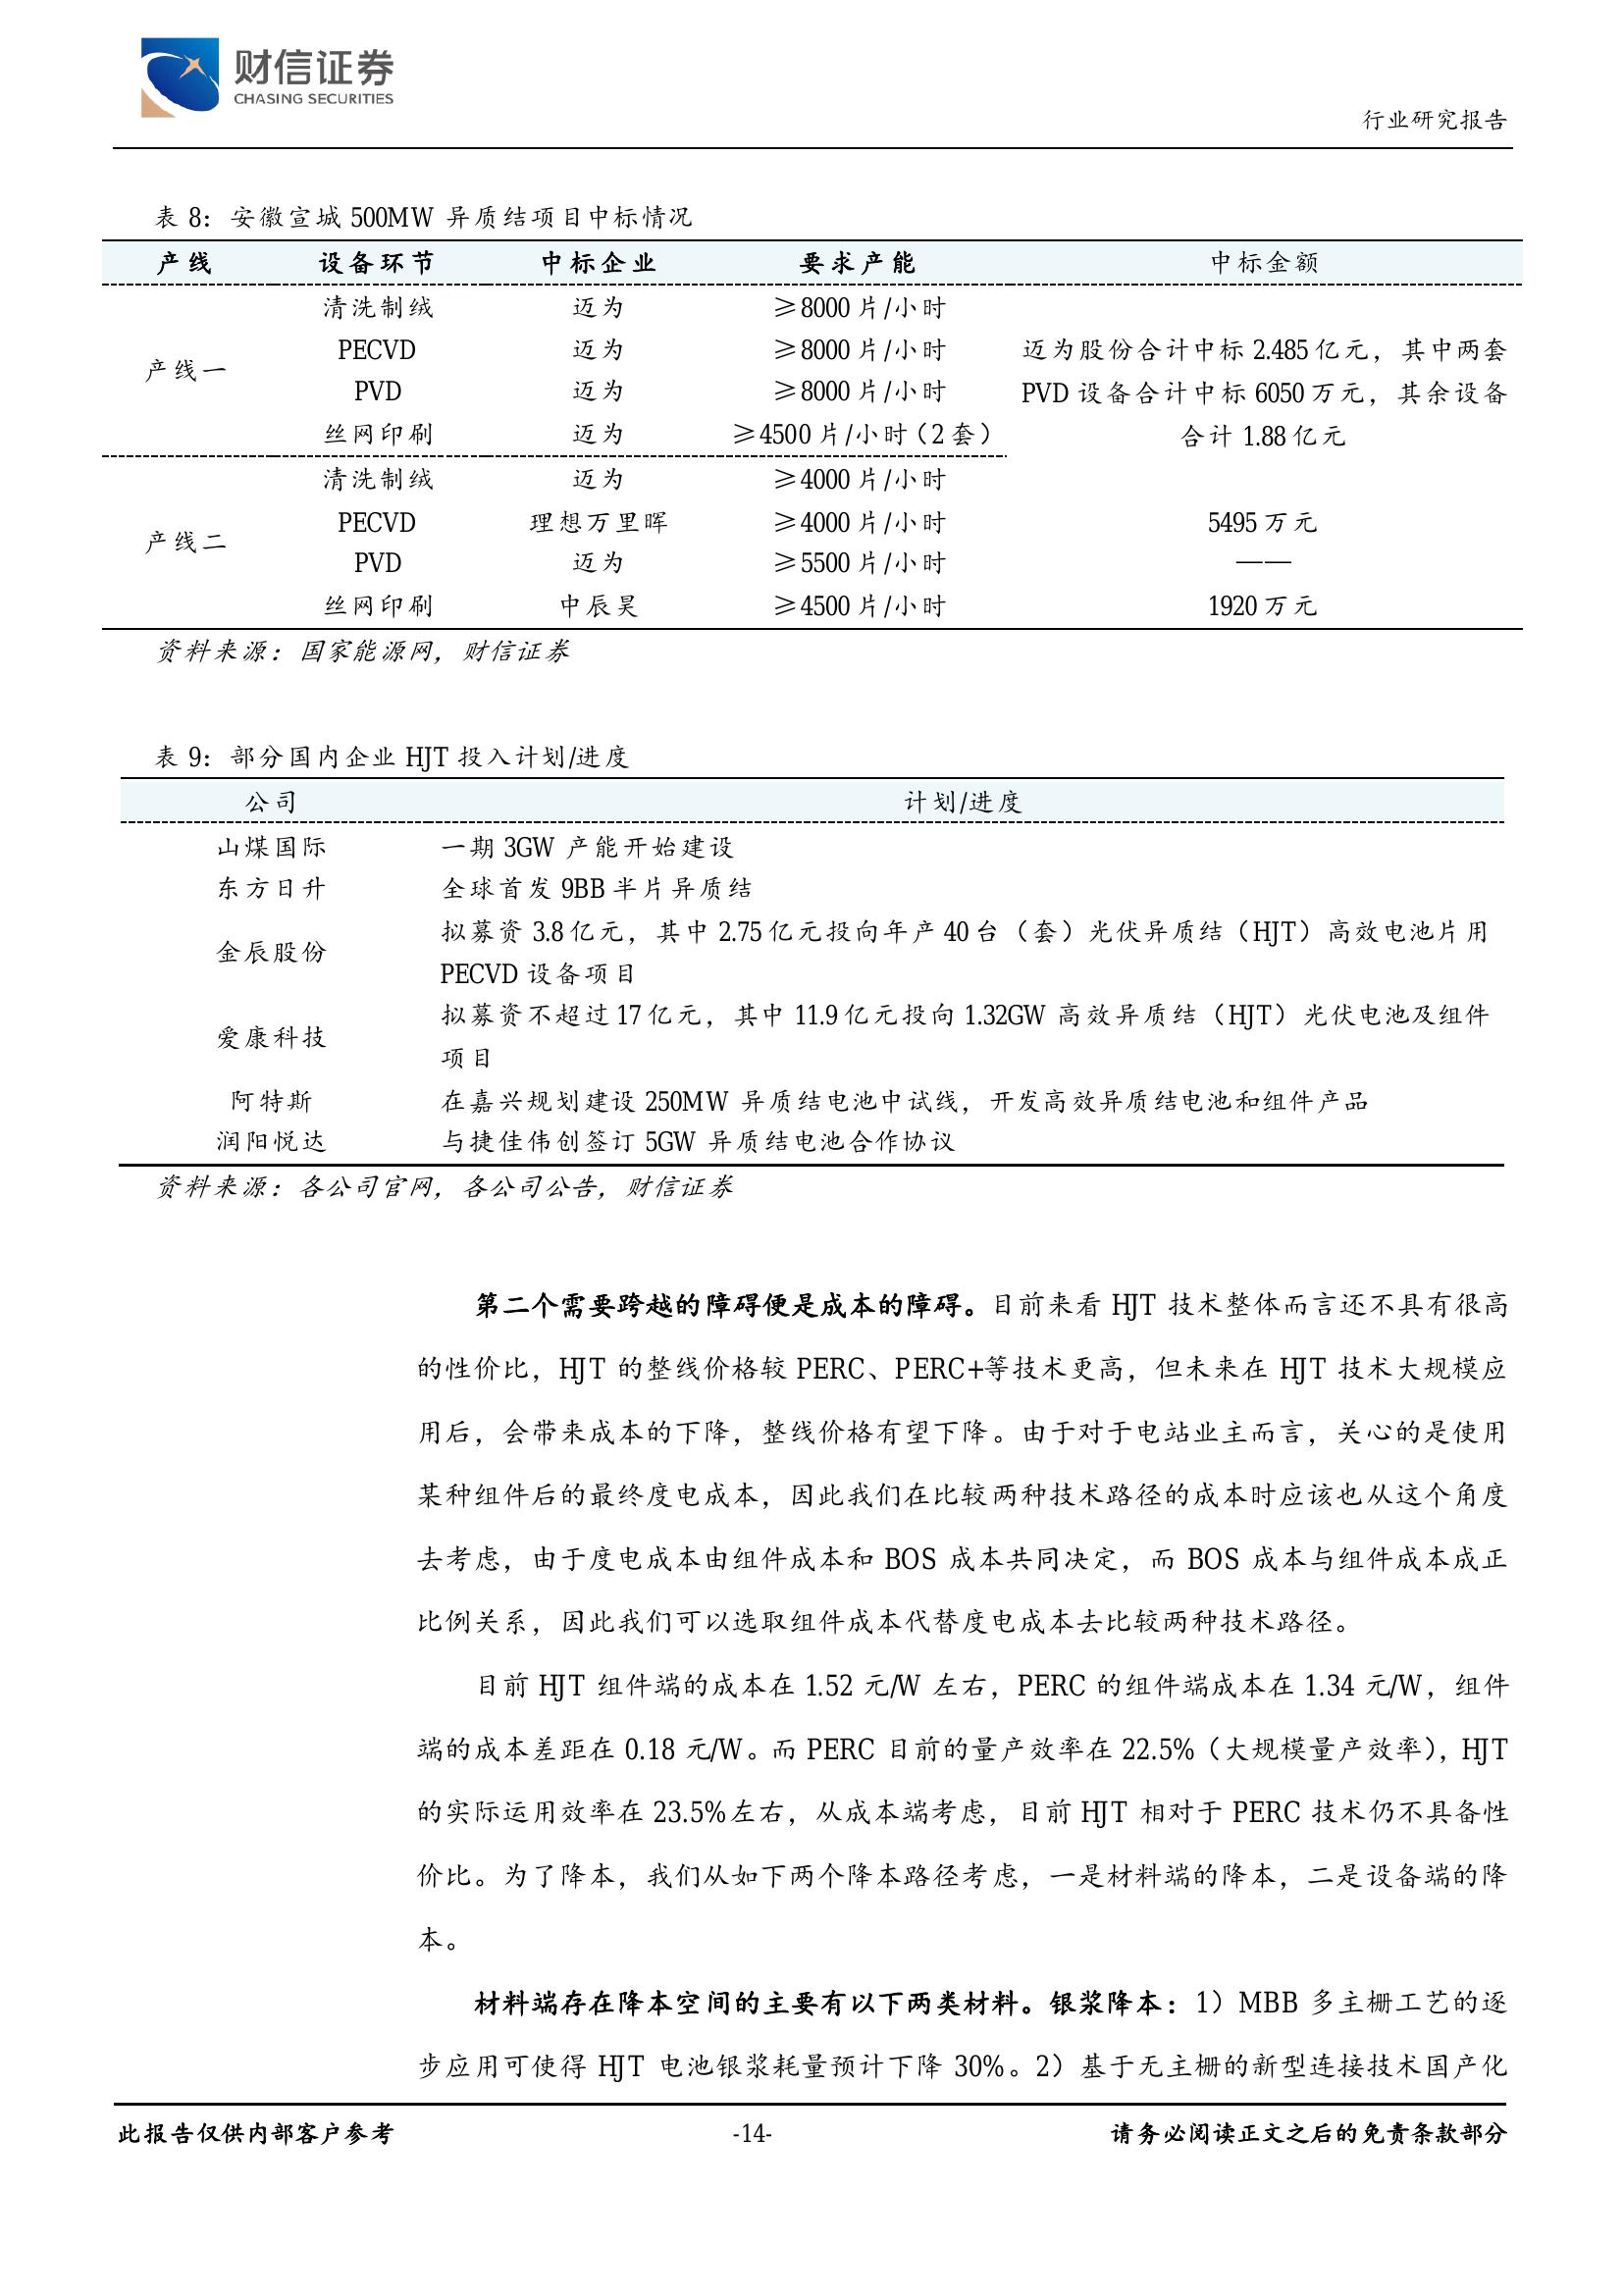 财信证券
CHASING SECURITIES
行业研究报告
表 8：安徽宣城 500MW 异质结项目中标情况
产线 设备环节 中标企业 要求产能 中标金额
产线一 清洗制绒 迈为 ≥8000 片/小时
PECVD 迈为 ≥8000 片/小时 迈为股份合计中标 2.485 亿元，其中两套
PVD 迈为 ≥8000 片/小时 PVD 设备合计中标 6050 万元，其余设备
丝网印刷 迈为 ≥4500 片/小时（2 套） 合计 1.88 亿元
产线二 清洗制绒 迈为 ≥4000 片/小时
PECVD 理想万里晖 ≥4000 片/小时 5495 万元
PVD 迈为 ≥5500 片/小时 ——
丝网印刷 中辰昊 ≥4500 片/小时 1920 万元
资料来源：国家能源网，财信证券
表 9：部分国内企业 HJT 投入计划/进度
公司 计划/进度
山煤国际 一期 3GW 产能开始建设
东方日升 全球首发 9BB 半片异质结
金辰股份 拟募资 3.8 亿元，其中 2.75 亿元投向年产 40 台（套）光伏异质结（HJT）高效电池片用
PECVD 设备项目
爱康科技 拟募资不超过 17 亿元，其中 11.9 亿元投向 1.32GW 高效异质结（HJT）光伏电池及组件
项目
阿特斯 在嘉兴规划建设 250MW 异质结电池中试线，开发高效异质结电池和组件产品
润阳悦达 与捷佳伟创签订 5GW 异质结电池合作协议
资料来源：各公司官网，各公司公告，财信证券
第二个需要跨越的障碍便是成本的障碍。目前来看 HJT 技术整体而言还不具有很高
的性价比，HJT 的整线价格较 PERC、PERC+等技术更高，但未来在 HJT 技术大规模应
用后，会带来成本的下降，整线价格有望下降。由于对于电站业主而言，关心的是使用
某种组件后的最终度电成本，因此我们在比较两种技术路径的成本时应该也从这个角度
去考虑，由于度电成本由组件成本和 BOS 成本共同决定，而 BOS 成本与组件成本成正
比例关系，因此我们可以选取组件成本代替度电成本去比较两种技术路径。
目前 HJT 组件端的成本在 1.52 元/W 左右，PERC 的组件端成本在 1.34 元/W，组件
端的成本差距在 0.18 元/W。而 PERC 目前的量产效率在 22.5%（大规模量产效率），HJT
的实际运用效率在 23.5%左右，从成本端考虑，目前 HJT 相对于 PERC 技术仍不具备性
价比。为了降本，我们从如下两个降本路径考虑，一是材料端的降本，二是设备端的降
本。
材料端存在降本空间的主要有以下两类材料。银浆降本：1）MBB 多主栅工艺的逐
步应用可使得 HJT 电池银浆耗量预计下降 30%。2）基于无主栅的新型连接技术国产化
此报告仅供内部客户参考 -14- 请务必阅读正文之后的免责条款部分